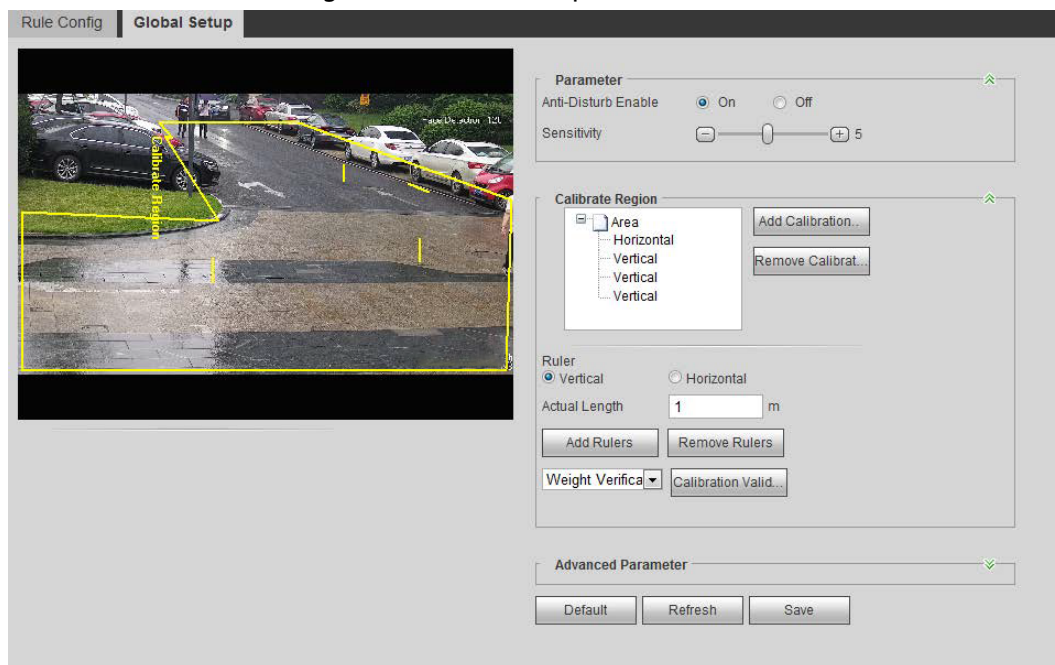 Rule Config Global Setup
Calibrate Region
Parameter
Anti-Disturb Enable On Off
Sensitivity 5
Calibrate Region
Area
Horizontal
Vertical
Vertical
Vertical
Add Calibration..
Remove Calibrat...
Ruler
Vertical Horizontal
Actual Length 1 m
Add Rulers Remove Rulers
Weight Verifica Calibration Valid...
Advanced Parameter
Default Refresh Save